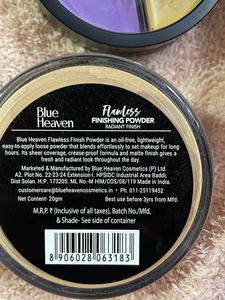 Blue
Heaven
Flawless
FINISHING POWDER
RADIANT FINISH
Blue Heaven Flawless Finish Powder is an oil-free, lightweight,
easy-to-apply loose powder that blends effortlessly to set makeup for long
hours. Its sheer coverage, crease-proof formula and matte finish gives a
fresh and radiant look throughout the day.
Marketed & Manufactured by Blue Heaven Cosmetics (P) Ltd.
A2. Plot No. 22-23-24 Extension-I. HPSIDC Industrial Area Baddi,
Dist Solan. H.P. 173205. ML.No.-M HIM/COS/08/119 Made in India.
customercare@blueheavencosmetics.in - Ph. 011-25119452
Net Content- 20gm
Best use before 3yrs from Mfg.
M.R.P. ₹ (Inclusive of all taxes), Batch No./Mfd.
& Shade- See side of container
8 906028 063183